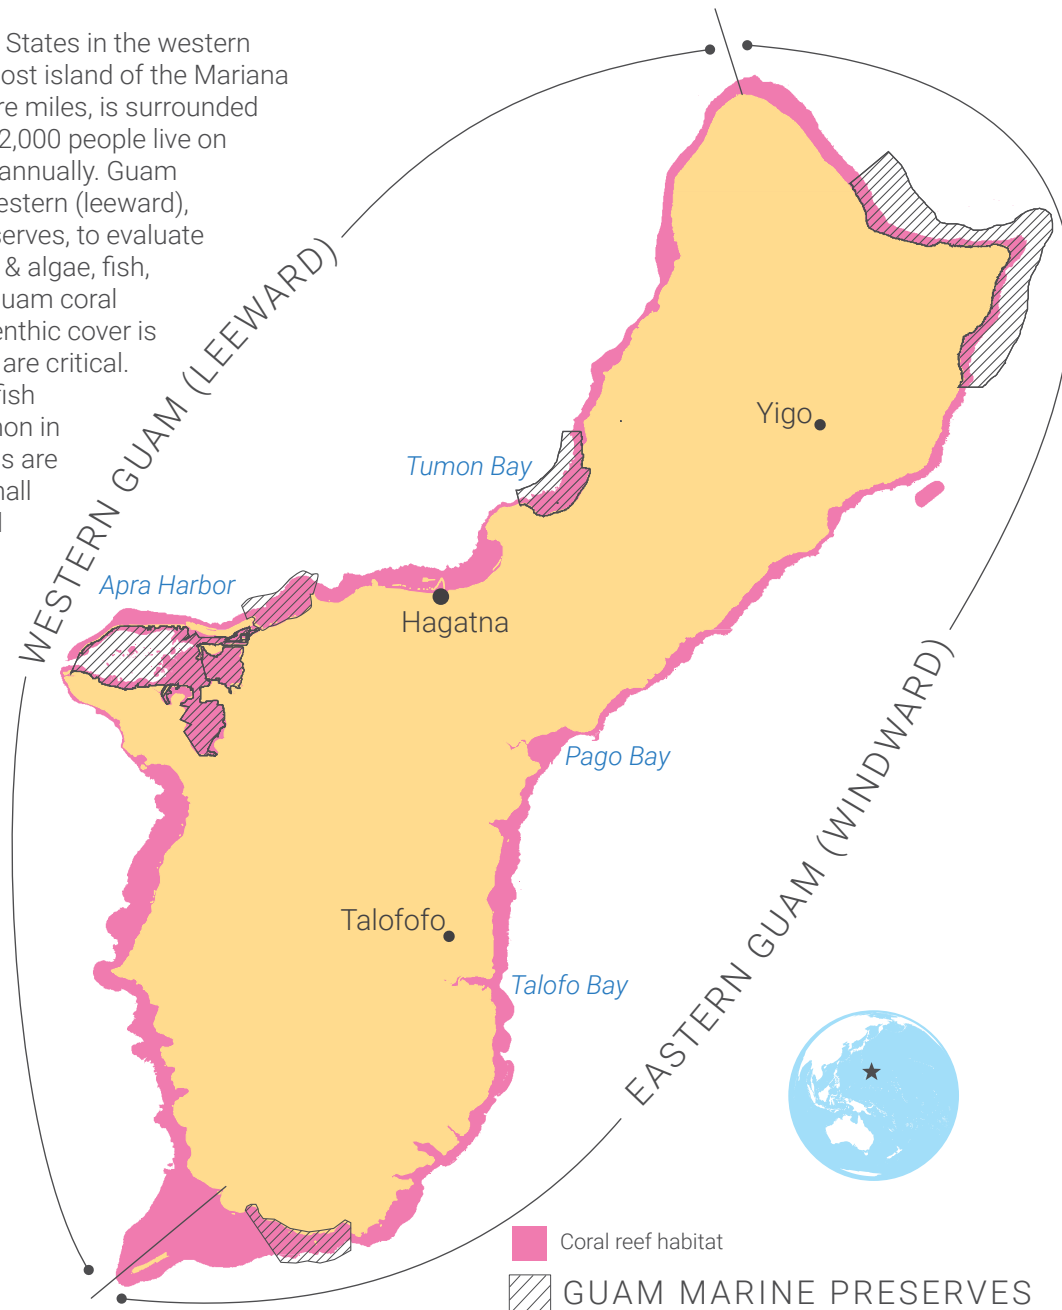 States in the western
ost island of the Mariana
re miles, is surrounded
2,000 people live on
annually. Guam
estern (leeward),
serves, to evaluate
& algae, fish,
uam coral
enthic cover is
are critical.
fish
non in
s are
nall
l
WESTERN GUAM (LEEWARD)
Yigo
Tumon Bay
Apra Harbor
Hagatna
Pago Bay
EASTERN GUAM (WINDWARD)
Talofofo
Talofo Bay
Coral reef habitat
GUAM MARINE PRESERVES